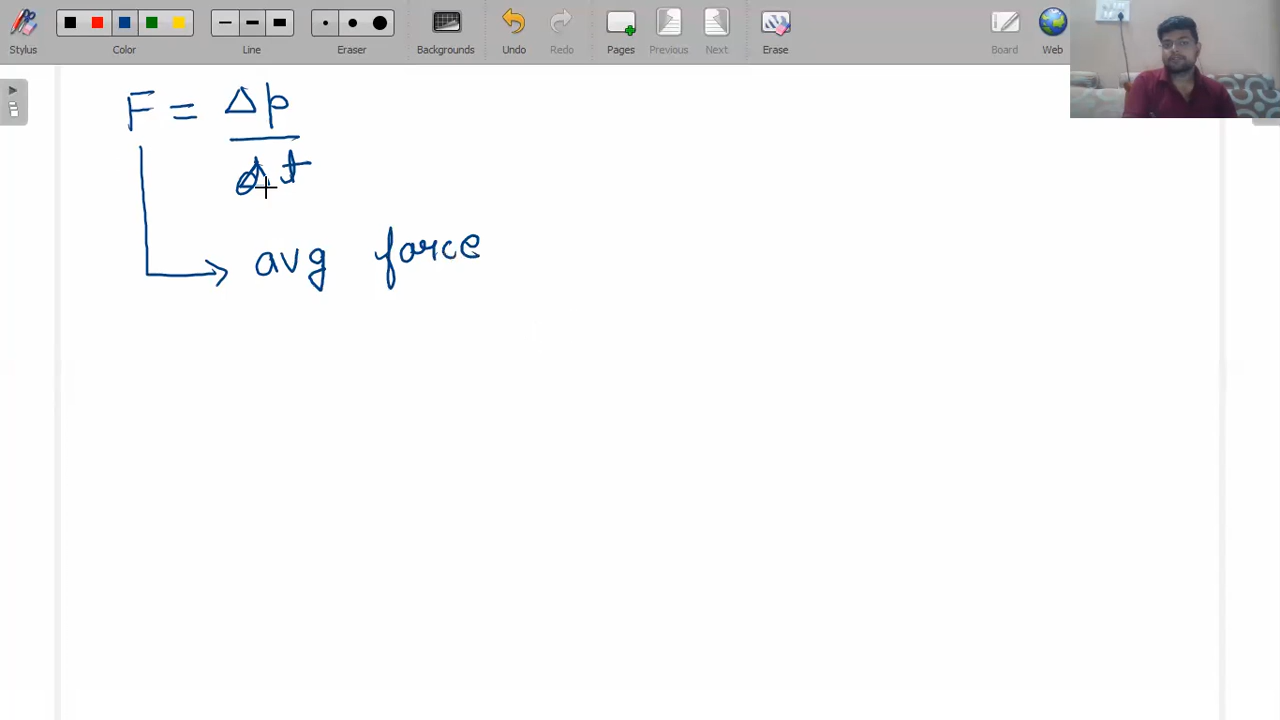 Stylus Color Line Eraser Backgrounds Undo Redo Pages Previous Next Erase Board Web
F = Δp
Δt
avg force